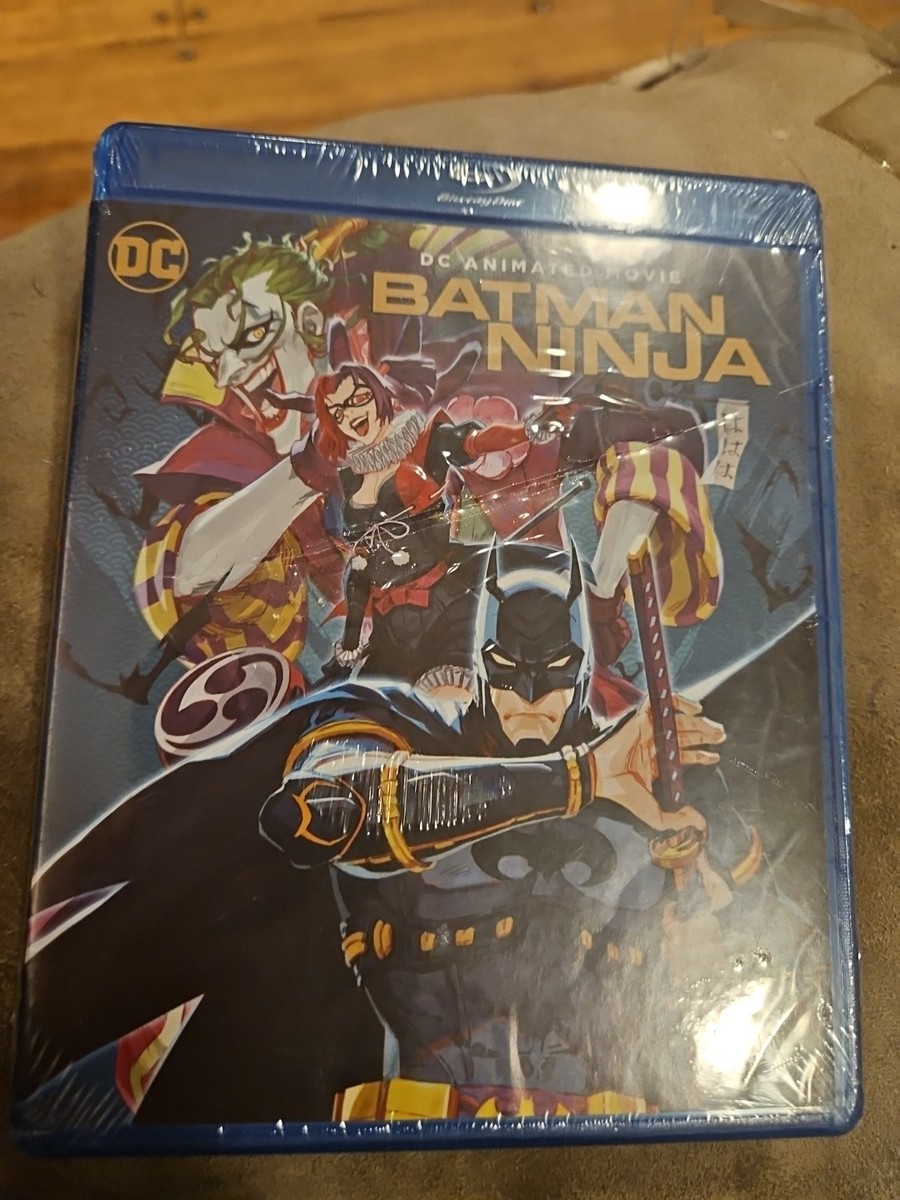 Blu-ray Disc
DC
DC ANIMATED MOVIE
BATMAN
NINJA
ははは